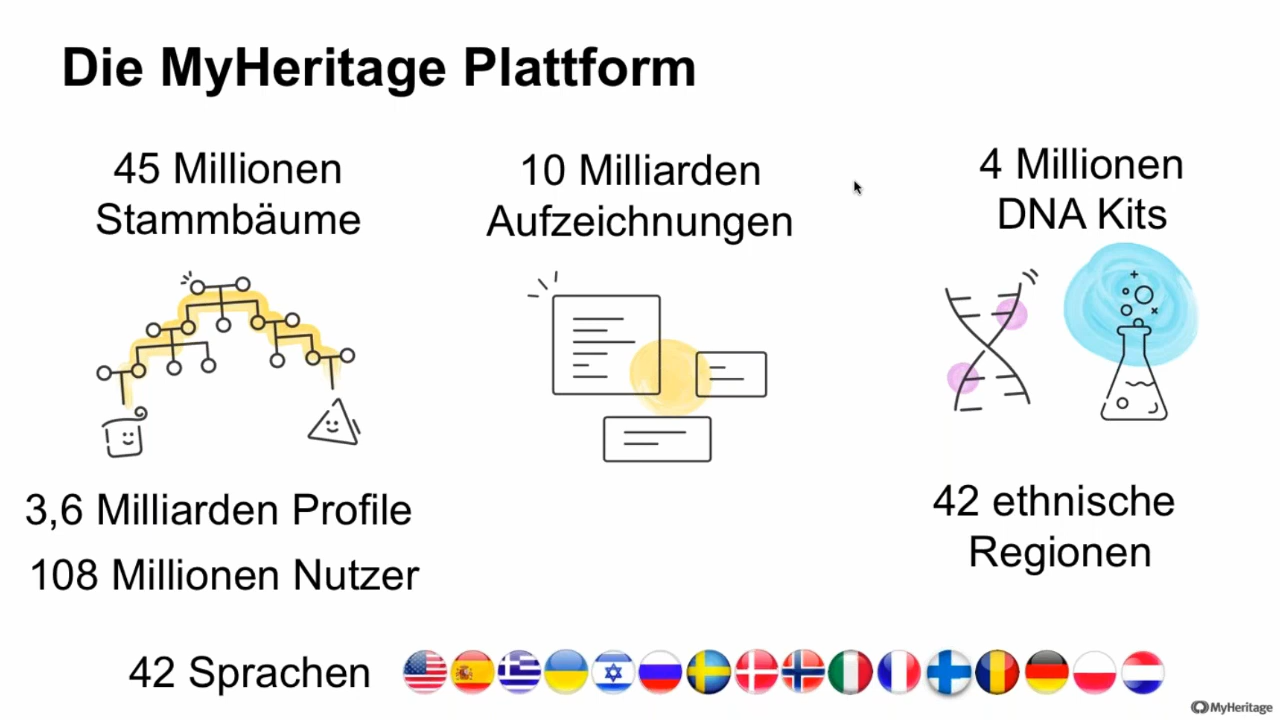 Die MyHeritage Plattform
45 Millionen
Stammbäume
10 Milliarden
Aufzeichnungen
4 Millionen
DNA Kits
3,6 Milliarden Profile
108 Millionen Nutzer
42 ethnische
Regionen
42 Sprachen
MyHeritage